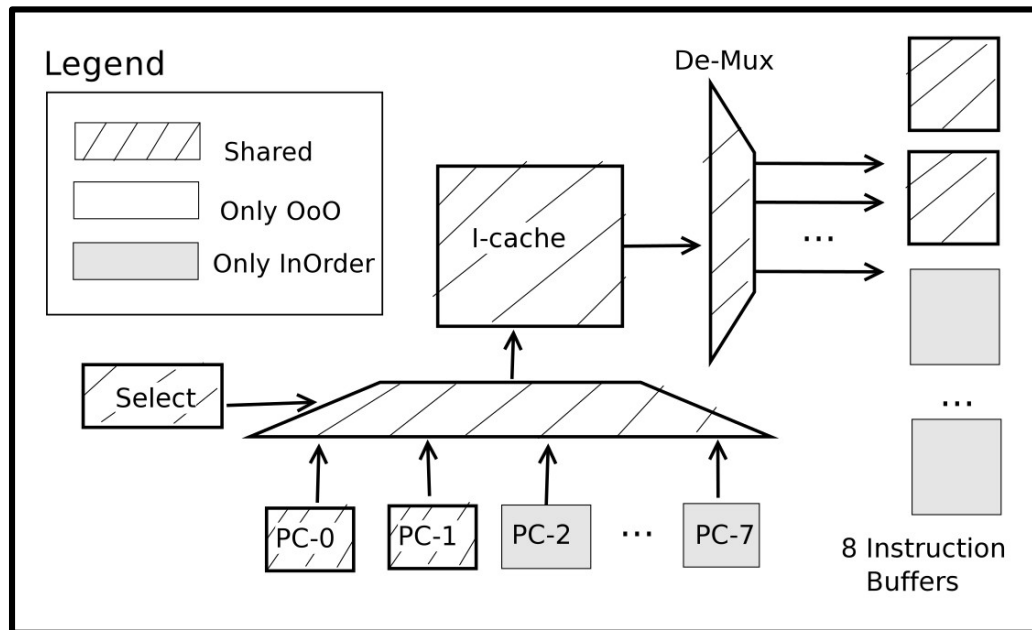 Legend
Shared
Only OoO
Only InOrder
De-Mux
I-cache
...
Select
...
PC-0
PC-1
PC-2
...
PC-7
8 Instruction
Buffers